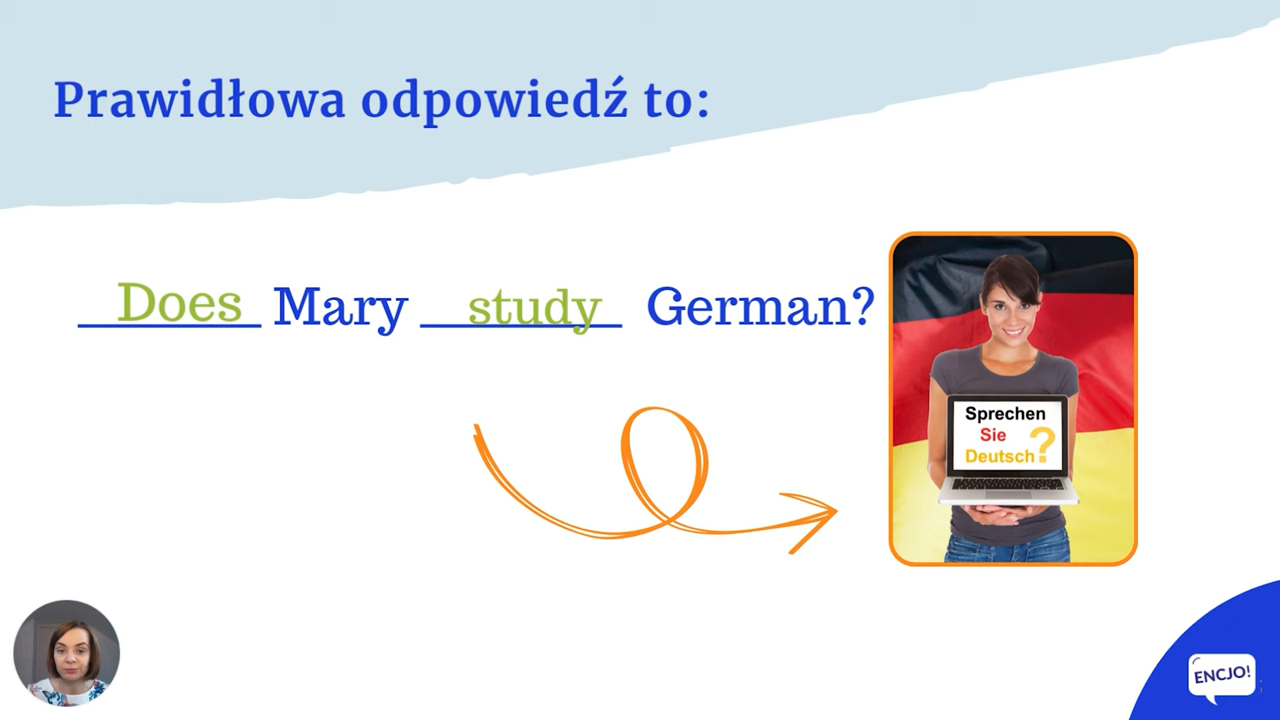 Prawidłowa odpowiedź to:
Does Mary study German?
Sprechen
Sie
Deutsch?
ENCJO!